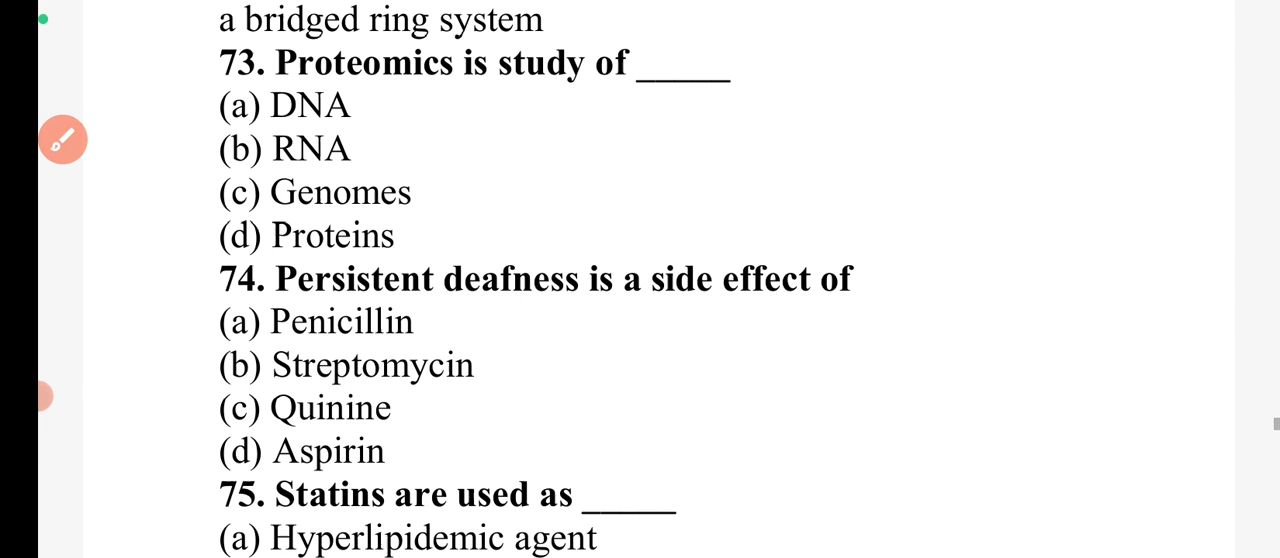 a bridged ring system
73. Proteomics is study of _____
(a) DNA
(b) RNA
(c) Genomes
(d) Proteins
74. Persistent deafness is a side effect of
(a) Penicillin
(b) Streptomycin
(c) Quinine
(d) Aspirin
75. Statins are used as _____
(a) Hyperlipidemic agent